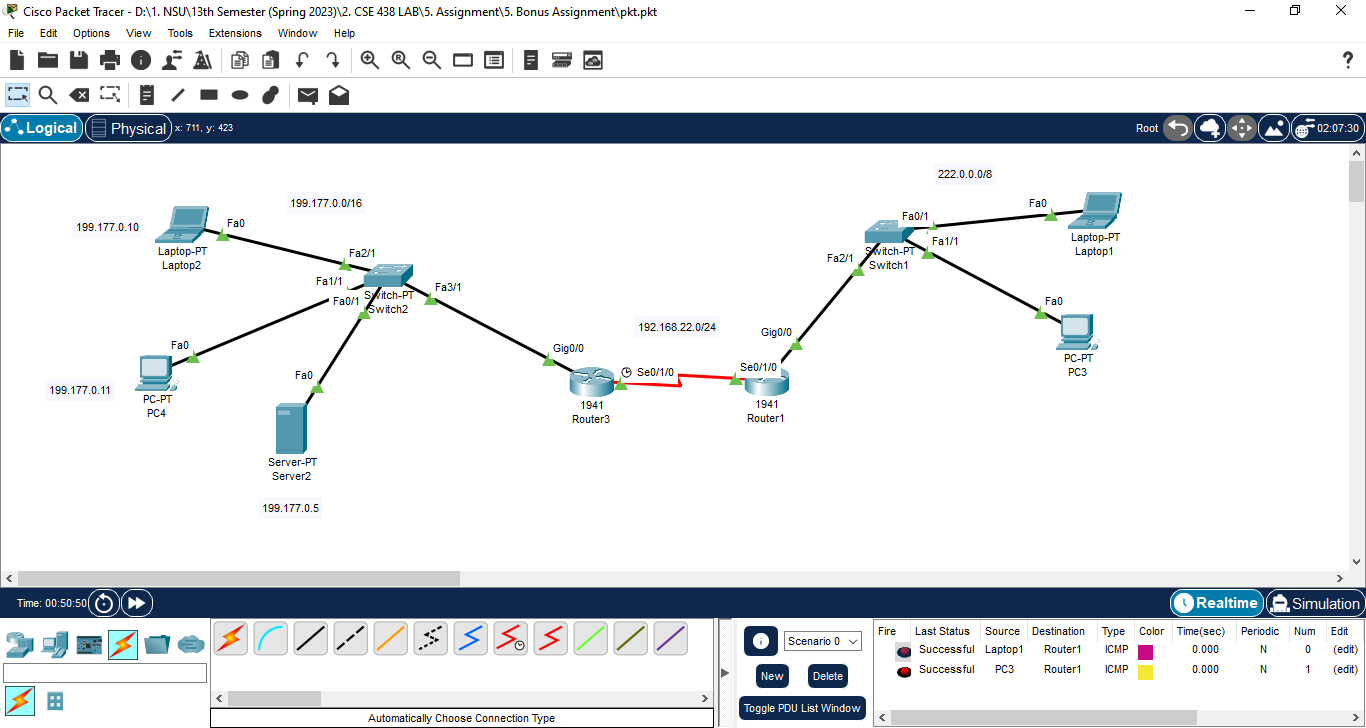 Cisco Packet Tracer - D:\1. NSU\13th Semester (Spring 2023)\2. CSE 438 LAB\5. Assignment\5. Bonus Assignment\pkt.pkt
File Edit Options View Tools Extensions Window Help
Logical Physical x: 711, y: 423 Root 02:07:30
222.0.0.0/8
199.177.0.0/16
199.177.0.10
Fa0
Laptop-PT
Laptop2
Fa2/1
Fa1/1
Fa0/1
Switch-PT
Switch2
Fa3/1
Fa0
PC-PT
PC4
199.177.0.11
Fa0
Server-PT
Server2
199.177.0.5
Gig0/0
1941
Router3
Se0/1/0
192.168.22.0/24
Se0/1/0
1941
Router1
Gig0/0
Fa2/1
Fa0/1
Switch-PT
Switch1
Fa1/1
Fa0
Laptop-PT
Laptop1
Fa0
PC-PT
PC3
Time: 00:50:50 Realtime Simulation
Automatically Choose Connection Type
Scenario 0
New Delete
Toggle PDU List Window
Fire Last Status Source Destination Type Color Time(sec) Periodic Num Edit
Successful Laptop1 Router1 ICMP 0.000 N 0 (edit)
Successful PC3 Router1 ICMP 0.000 N 1 (edit)